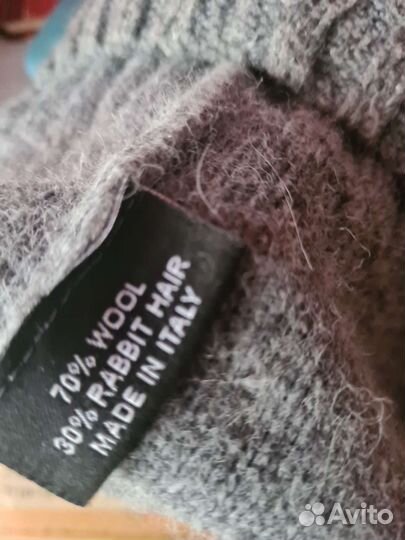 70% WOOL
30% RABBIT HAIR
MADE IN ITALY
Avito